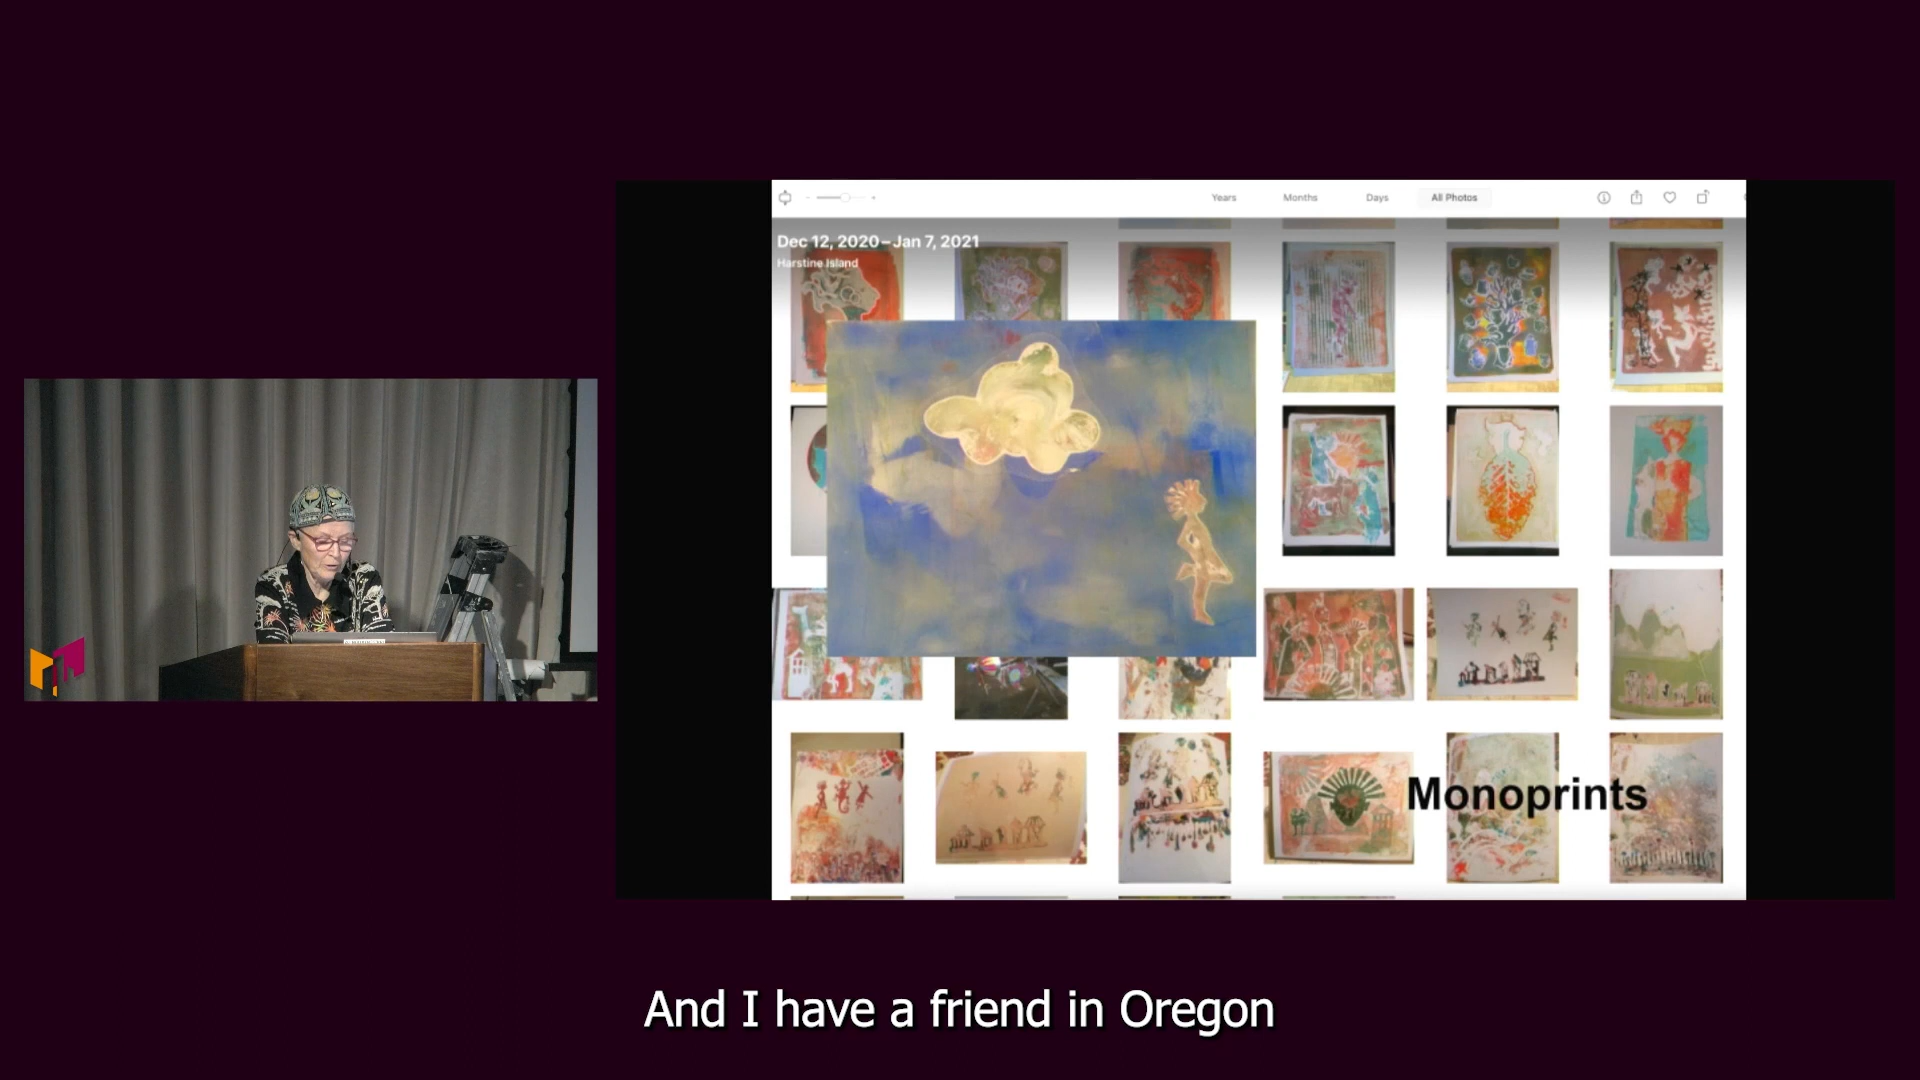 Years Months Days All Photos
Dec 12, 2020–Jan 7, 2021
Harstine Island
Monoprints
And I have a friend in Oregon